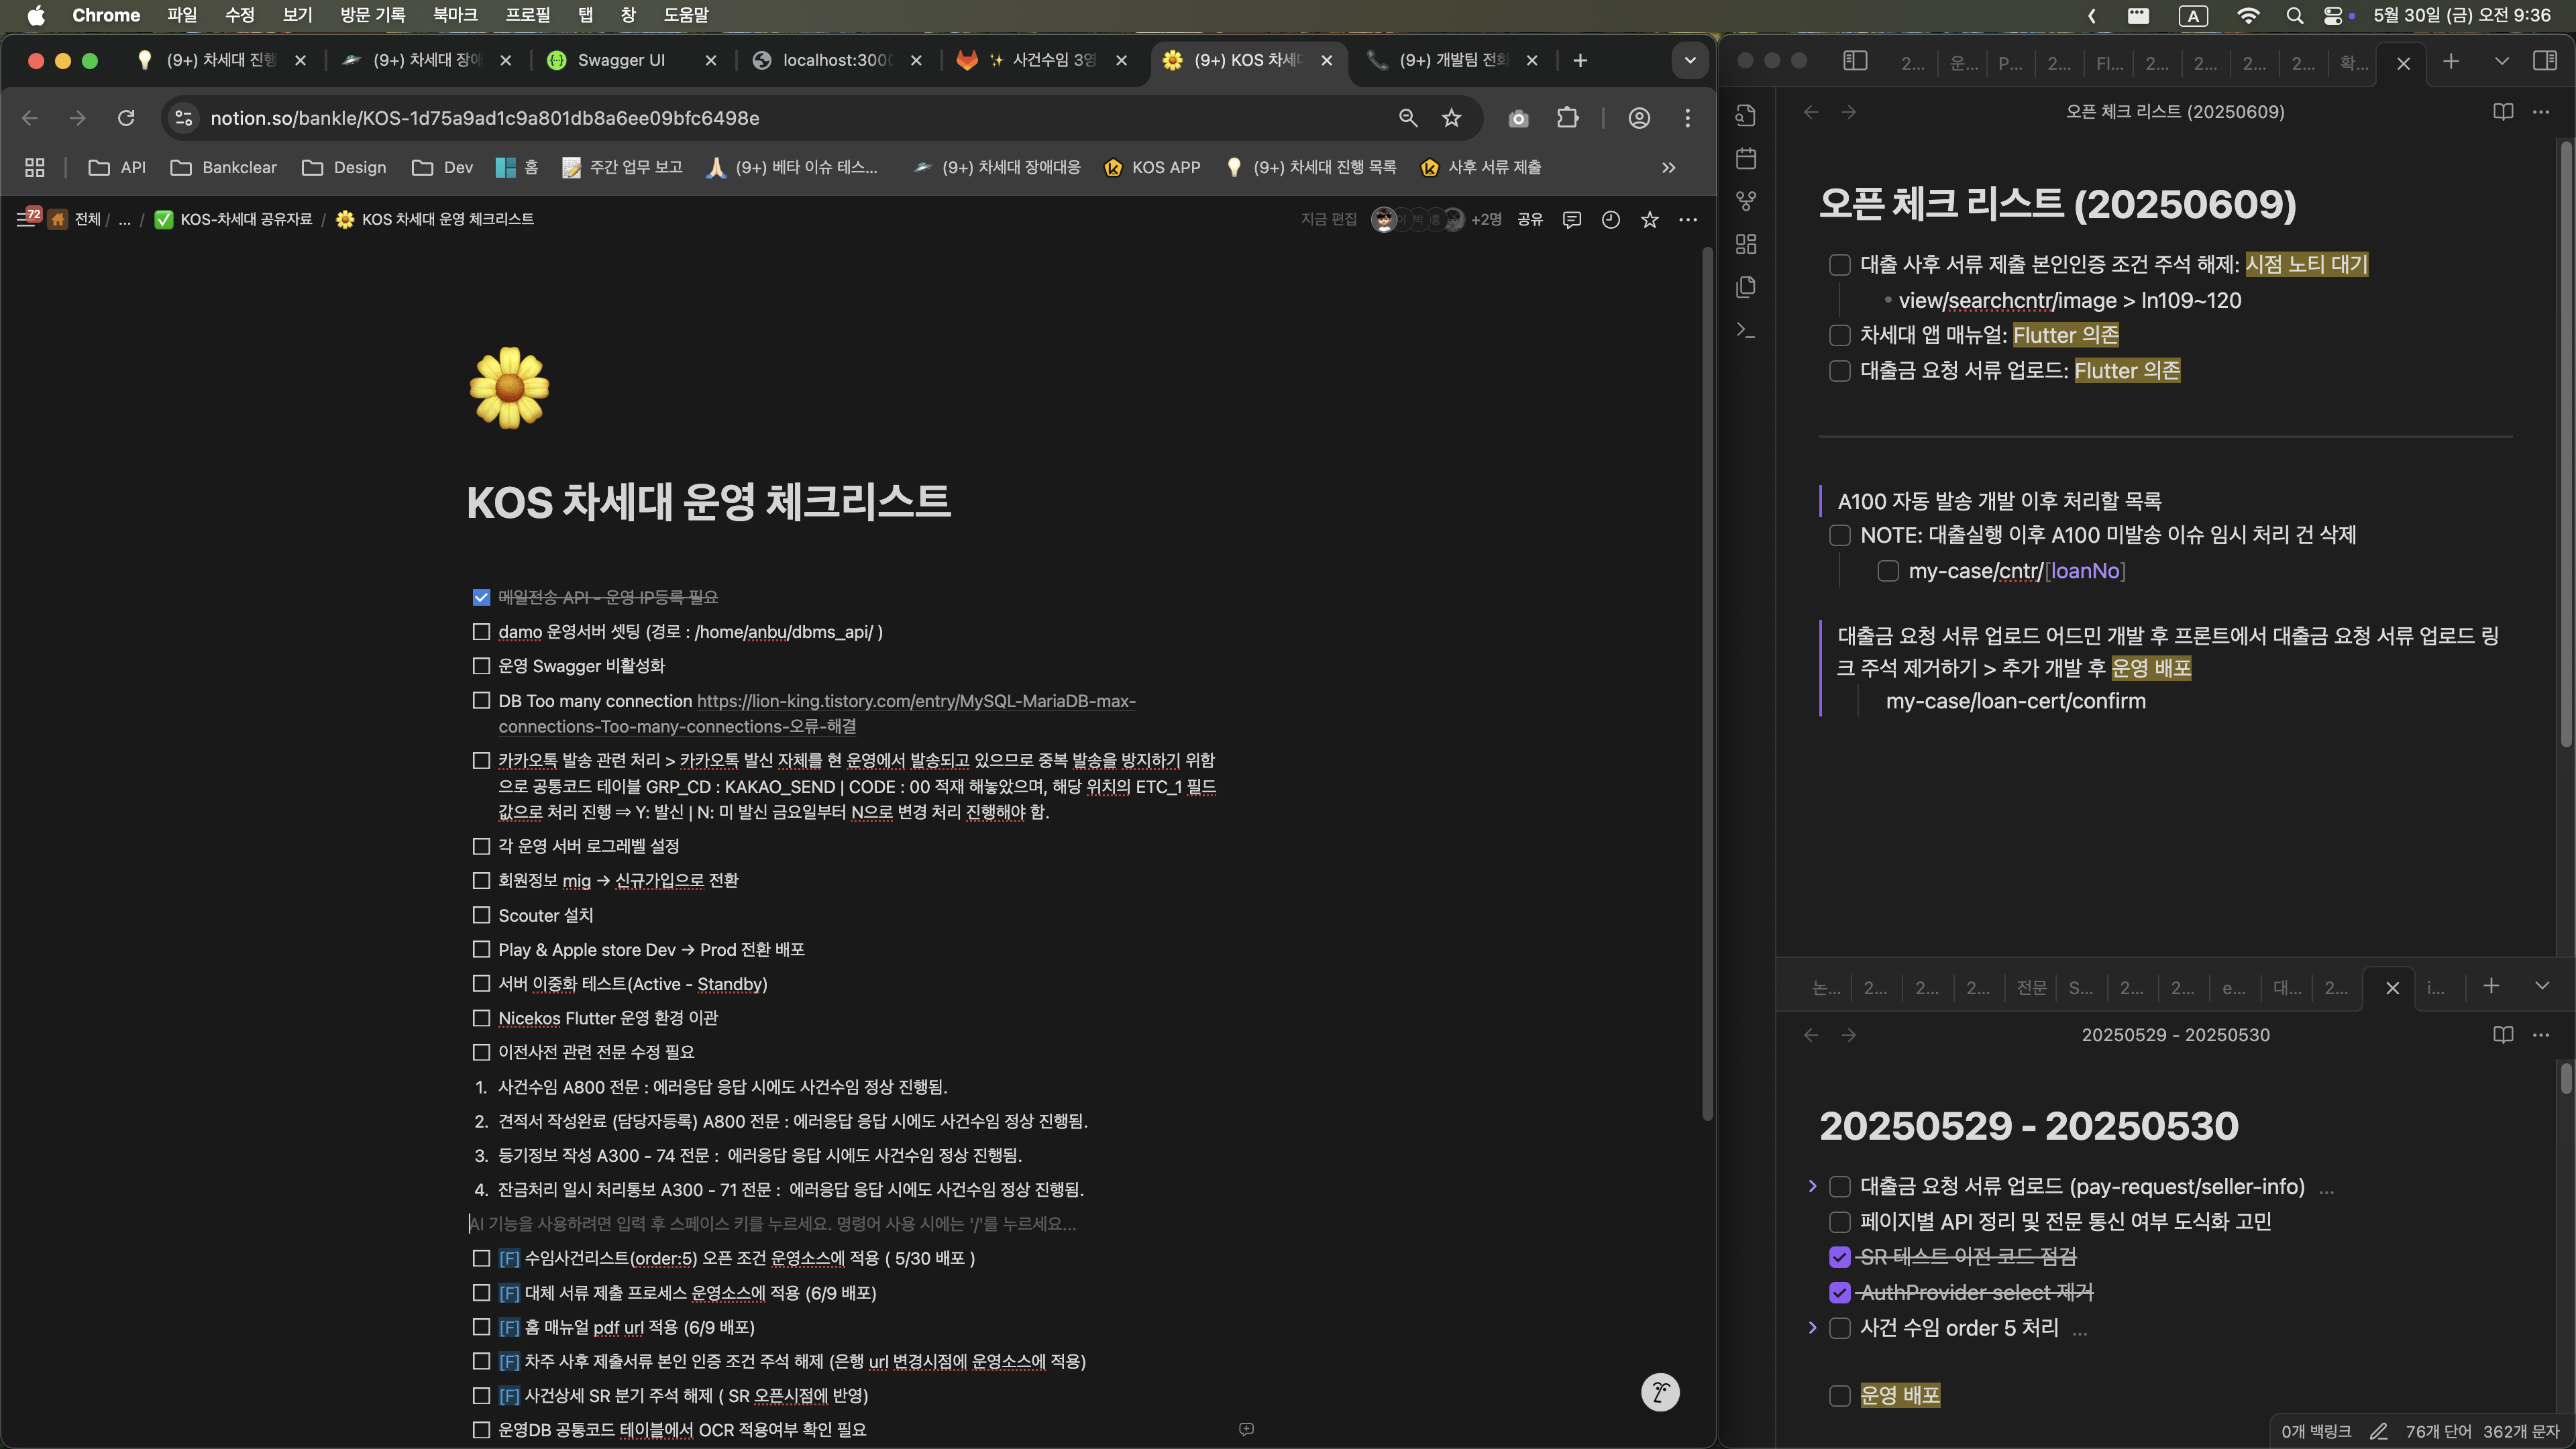 Chrome 파일 수정 보기 방문 기록 북마크 프로필 탭 창 도움말
A 5월 30일 (금) 오전 9:36
(9+) 차세대 진행
(9+) 차세대 장애
Swagger UI
localhost:3000
사건수임 3영
(9+) KOS 차세대
(9+) 개발팀 전화
notion.so/bankle/KOS-1d75a9ad1c9a801db8a6ee09bfc6498e
API Bankclear Design Dev 홈 주간 업무 보고 (9+) 베타 이슈 테스... (9+) 차세대 장애대응 KOS APP (9+) 차세대 진행 목록 사후 서류 제출
72 전체 / ... / KOS-차세대 공유자료 / KOS 차세대 운영 체크리스트
지금 편집 이 박 홍 +2명 공유
KOS 차세대 운영 체크리스트
메일전송 API - 운영 IP등록 필요
damo 운영서버 셋팅 (경로 : /home/anbu/dbms_api/ )
운영 Swagger 비활성화
DB Too many connection https://lion-king.tistory.com/entry/MySQL-MariaDB-max-
connections-Too-many-connections-오류-해결
카카오톡 발송 관련 처리 > 카카오톡 발신 자체를 현 운영에서 발송되고 있으므로 중복 발송을 방지하기 위함
으로 공통코드 테이블 GRP_CD : KAKAO_SEND | CODE : 00 적재 해놓았으며, 해당 위치의 ETC_1 필드
값으로 처리 진행 ⇒ Y: 발신 | N: 미 발신 금요일부터 N으로 변경 처리 진행해야 함.
각 운영 서버 로그레벨 설정
회원정보 mig → 신규가입으로 전환
Scouter 설치
Play & Apple store Dev → Prod 전환 배포
서버 이중화 테스트(Active - Standby)
Nicekos Flutter 운영 환경 이관
이전사전 관련 전문 수정 필요
1. 사건수임 A800 전문 : 에러응답 응답 시에도 사건수임 정상 진행됨.
2. 견적서 작성완료 (담당자등록) A800 전문 : 에러응답 응답 시에도 사건수임 정상 진행됨.
3. 등기정보 작성 A300 - 74 전문 : 에러응답 응답 시에도 사건수임 정상 진행됨.
4. 잔금처리 일시 처리통보 A300 - 71 전문 : 에러응답 응답 시에도 사건수임 정상 진행됨.
AI 기능을 사용하려면 입력 후 스페이스 키를 누르세요. 명령어 사용 시에는 '/'를 누르세요...
[F] 수임사건리스트(order:5) 오픈 조건 운영소스에 적용 ( 5/30 배포 )
[F] 대체 서류 제출 프로세스 운영소스에 적용 (6/9 배포)
[F] 홈 매뉴얼 pdf url 적용 (6/9 배포)
[F] 차주 사후 제출서류 본인 인증 조건 주석 해제 (은행 url 변경시점에 운영소스에 적용)
[F] 사건상세 SR 분기 주석 해제 ( SR 오픈시점에 반영)
운영DB 공통코드 테이블에서 OCR 적용여부 확인 필요
2... 운... P... 2... Fl... 2... 2... 2... 2... 확...
오픈 체크 리스트 (20250609)
오픈 체크 리스트 (20250609)
대출 사후 서류 제출 본인인증 조건 주석 해제: 시점 노티 대기
• view/searchcntr/image > ln109~120
차세대 앱 매뉴얼: Flutter 의존
대출금 요청 서류 업로드: Flutter 의존
A100 자동 발송 개발 이후 처리할 목록
NOTE: 대출실행 이후 A100 미발송 이슈 임시 처리 건 삭제
my-case/cntr/[loanNo]
대출금 요청 서류 업로드 어드민 개발 후 프론트에서 대출금 요청 서류 업로드 링
크 주석 제거하기 > 추가 개발 후 운영 배포
my-case/loan-cert/confirm
논... 2... 2... 2... 전문 S... 2... 2... e... 대... 2... i...
20250529 - 20250530
20250529 - 20250530
대출금 요청 서류 업로드 (pay-request/seller-info) ...
페이지별 API 정리 및 전문 통신 여부 도식화 고민
SR 테스트 이전 코드 점검
AuthProvider select 제거
사건 수임 order 5 처리 ...
운영 배포
0개 백링크 76개 단어 362개 문자